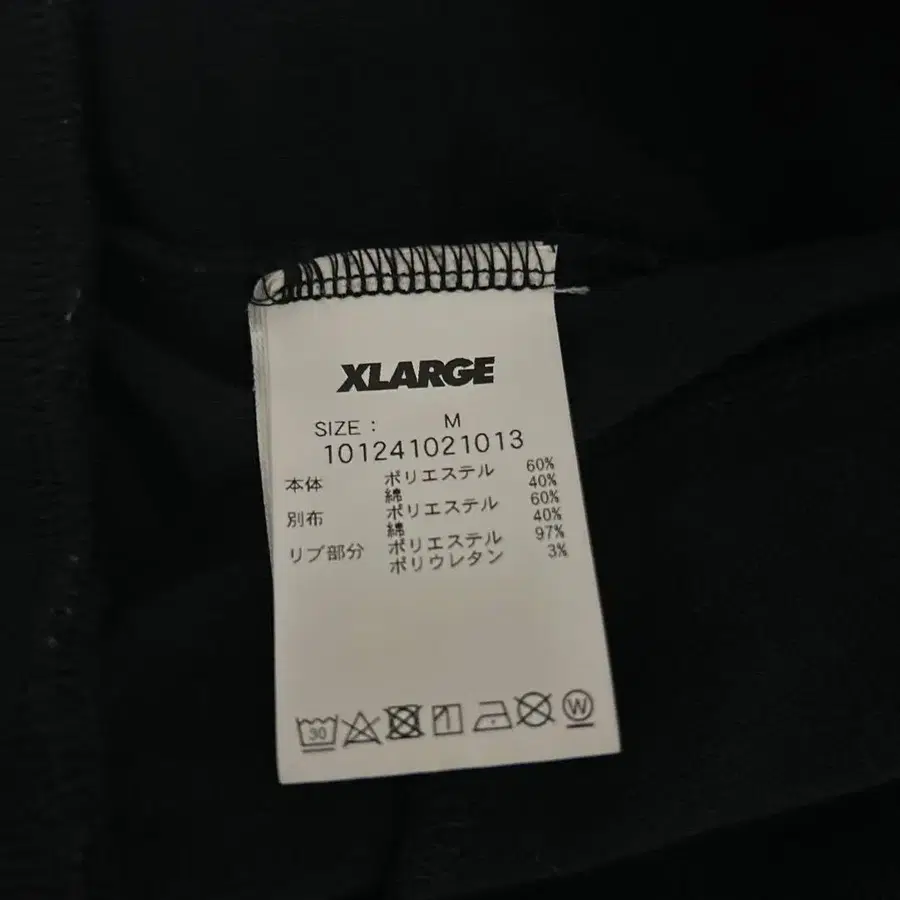 XLARGE
SIZE : M
101241021013
本体 ポリエステル 60%
綿 40%
別布 ポリエステル 60%
綿 40%
リブ部分 ポリエステル 97%
ポリウレタン 3%
30 W